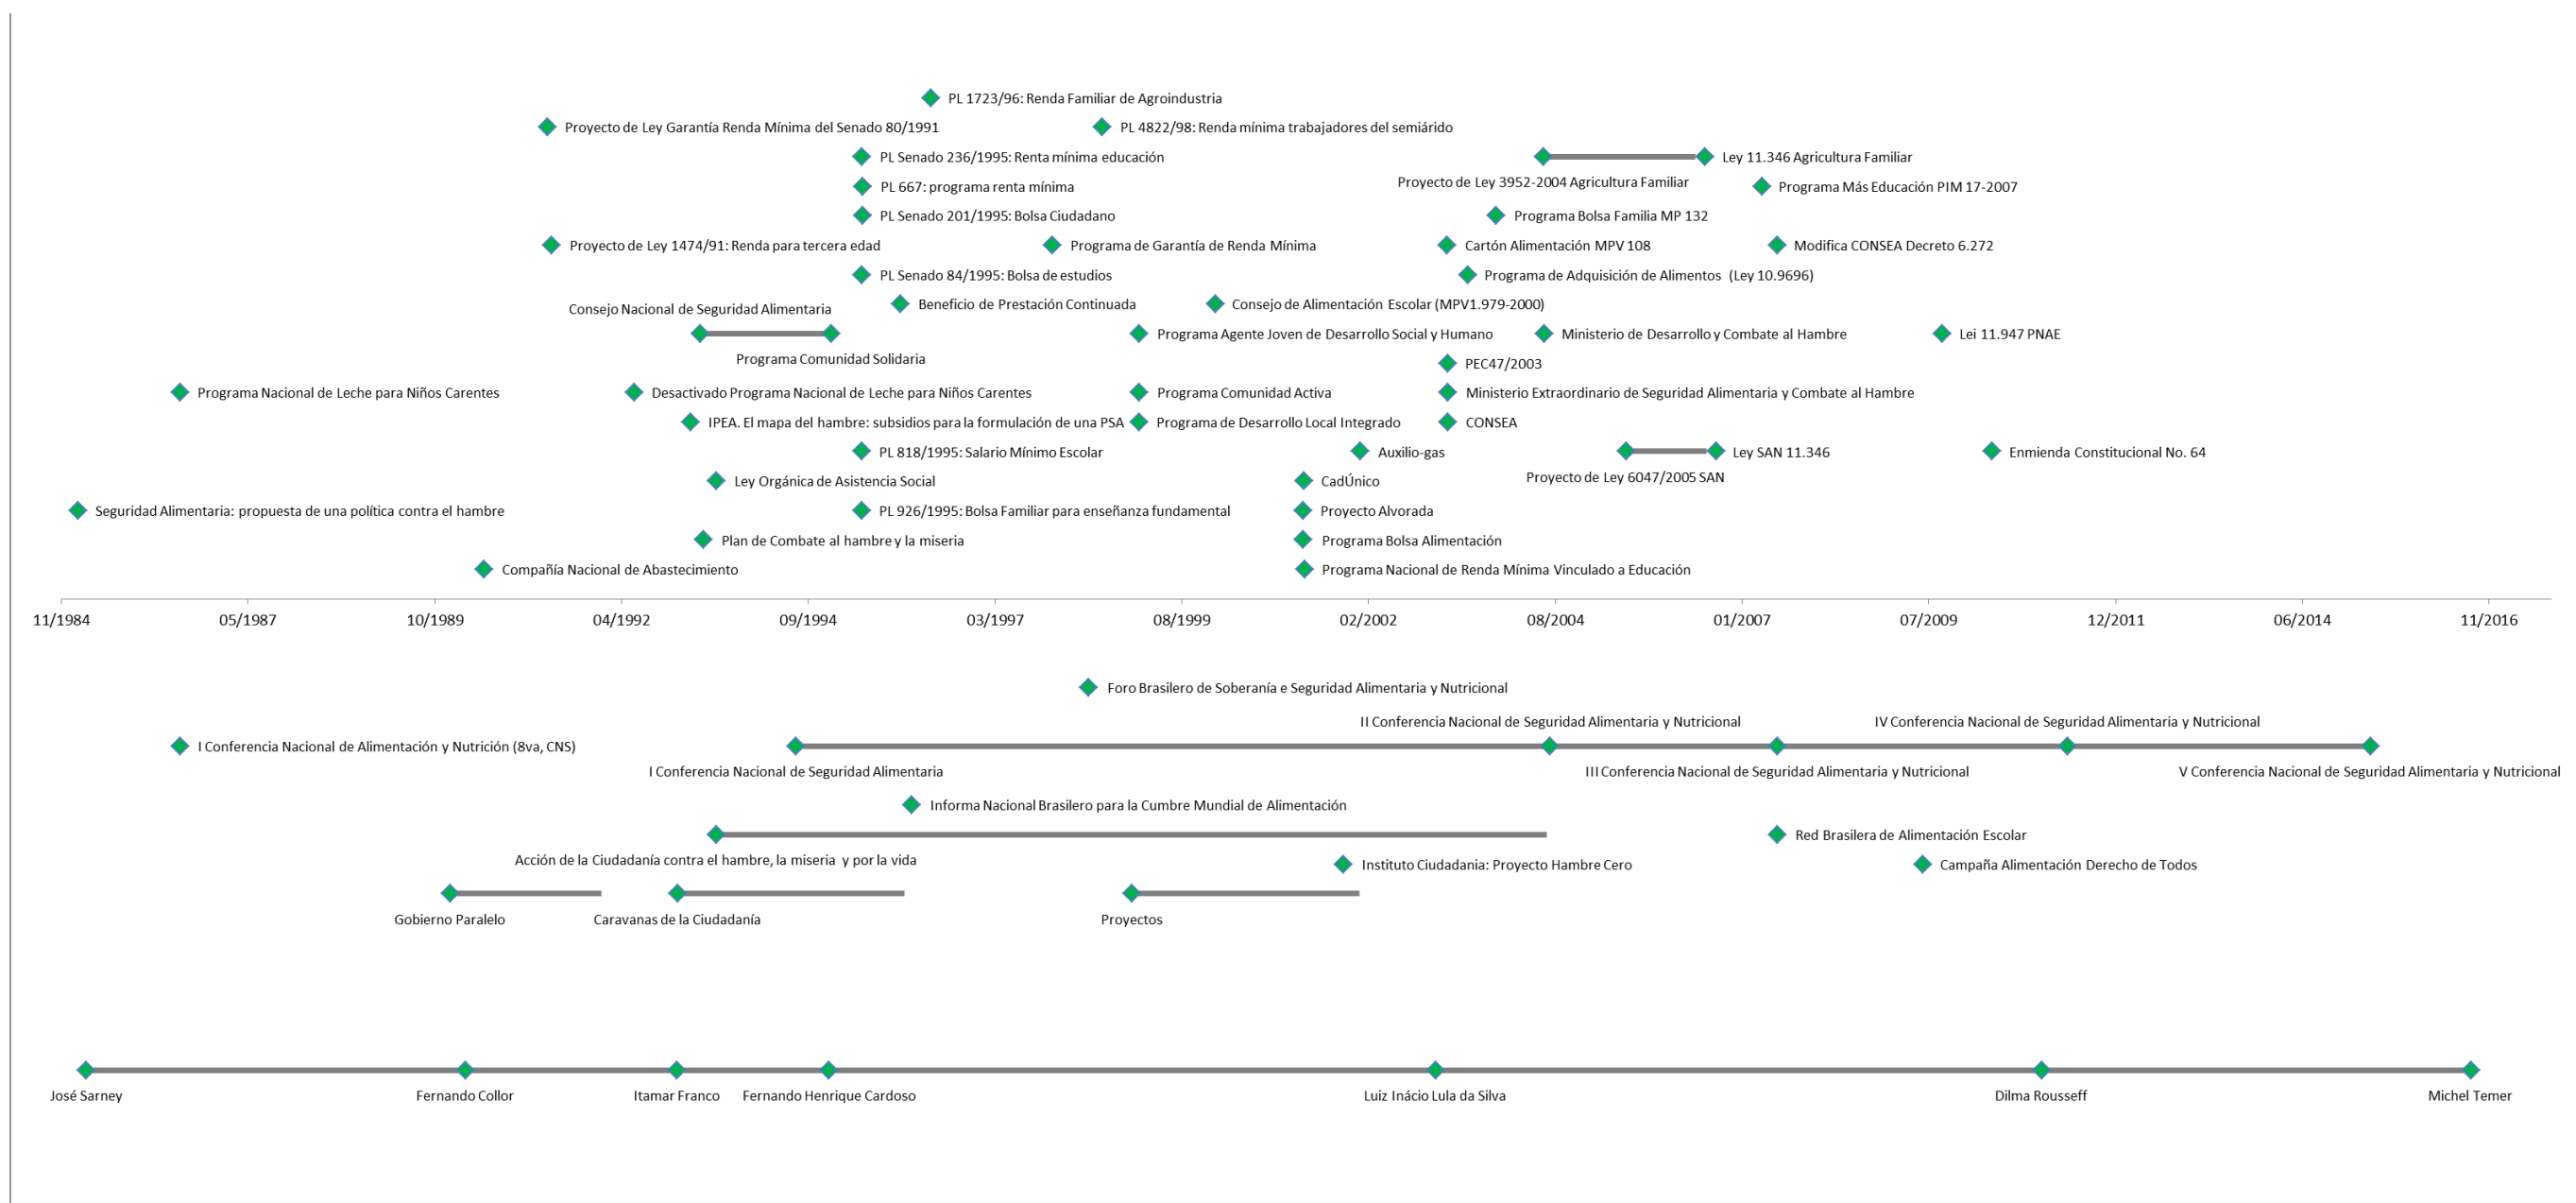 PL 1723/96: Renda Familiar de Agroindustria
Proyecto de Ley Garantía Renda Mínima del Senado 80/1991
PL 4822/98: Renda mínima trabajadores del semiárido
PL Senado 236/1995: Renta mínima educación
Ley 11.346 Agricultura Familiar
Proyecto de Ley 3952-2004 Agricultura Familiar
PL 667: programa renta mínima
Programa Más Educación PIM 17-2007
PL Senado 201/1995: Bolsa Ciudadano
Programa Bolsa Familia MP 132
Proyecto de Ley 1474/91: Renda para tercera edad
Programa de Garantía de Renda Mínima
Cartón Alimentación MPV 108
Modifica CONSEA Decreto 6.272
PL Senado 84/1995: Bolsa de estudios
Programa de Adquisición de Alimentos (Ley 10.9696)
Consejo Nacional de Seguridad Alimentaria
Beneficio de Prestación Continuada
Consejo de Alimentación Escolar (MPV1.979-2000)
Programa Agente Joven de Desarrollo Social y Humano
Ministerio de Desarrollo y Combate al Hambre
Lei 11.947 PNAE
Programa Comunidad Solidaria
PEC47/2003
Programa Nacional de Leche para Niños Carentes
Desactivado Programa Nacional de Leche para Niños Carentes
Programa Comunidad Activa
Ministerio Extraordinario de Seguridad Alimentaria y Combate al Hambre
IPEA. El mapa del hambre: subsidios para la formulación de una PSA
Programa de Desarrollo Local Integrado
CONSEA
PL 818/1995: Salario Mínimo Escolar
Auxilio-gas
Ley SAN 11.346
Enmienda Constitucional No. 64
Proyecto de Ley 6047/2005 SAN
Ley Orgánica de Asistencia Social
CadÚnico
Seguridad Alimentaria: propuesta de una política contra el hambre
PL 926/1995: Bolsa Familiar para enseñanza fundamental
Proyecto Alvorada
Plan de Combate al hambre y la miseria
Programa Bolsa Alimentación
Compañía Nacional de Abastecimiento
Programa Nacional de Renda Mínima Vinculado a Educación
11/1984
05/1987
10/1989
04/1992
09/1994
03/1997
08/1999
02/2002
08/2004
01/2007
07/2009
12/2011
06/2014
11/2016
Foro Brasilero de Soberanía e Seguridad Alimentaria y Nutricional
II Conferencia Nacional de Seguridad Alimentaria y Nutricional
IV Conferencia Nacional de Seguridad Alimentaria y Nutricional
I Conferencia Nacional de Alimentación y Nutrición (8va, CNS)
I Conferencia Nacional de Seguridad Alimentaria
III Conferencia Nacional de Seguridad Alimentaria y Nutricional
V Conferencia Nacional de Seguridad Alimentaria y Nutricional
Informa Nacional Brasilero para la Cumbre Mundial de Alimentación
Red Brasilera de Alimentación Escolar
Acción de la Ciudadanía contra el hambre, la miseria y por la vida
Instituto Ciudadania: Proyecto Hambre Cero
Campaña Alimentación Derecho de Todos
Gobierno Paralelo
Caravanas de la Ciudadanía
Proyectos
José Sarney
Fernando Collor
Itamar Franco
Fernando Henrique Cardoso
Luiz Inácio Lula da Silva
Dilma Rousseff
Michel Temer